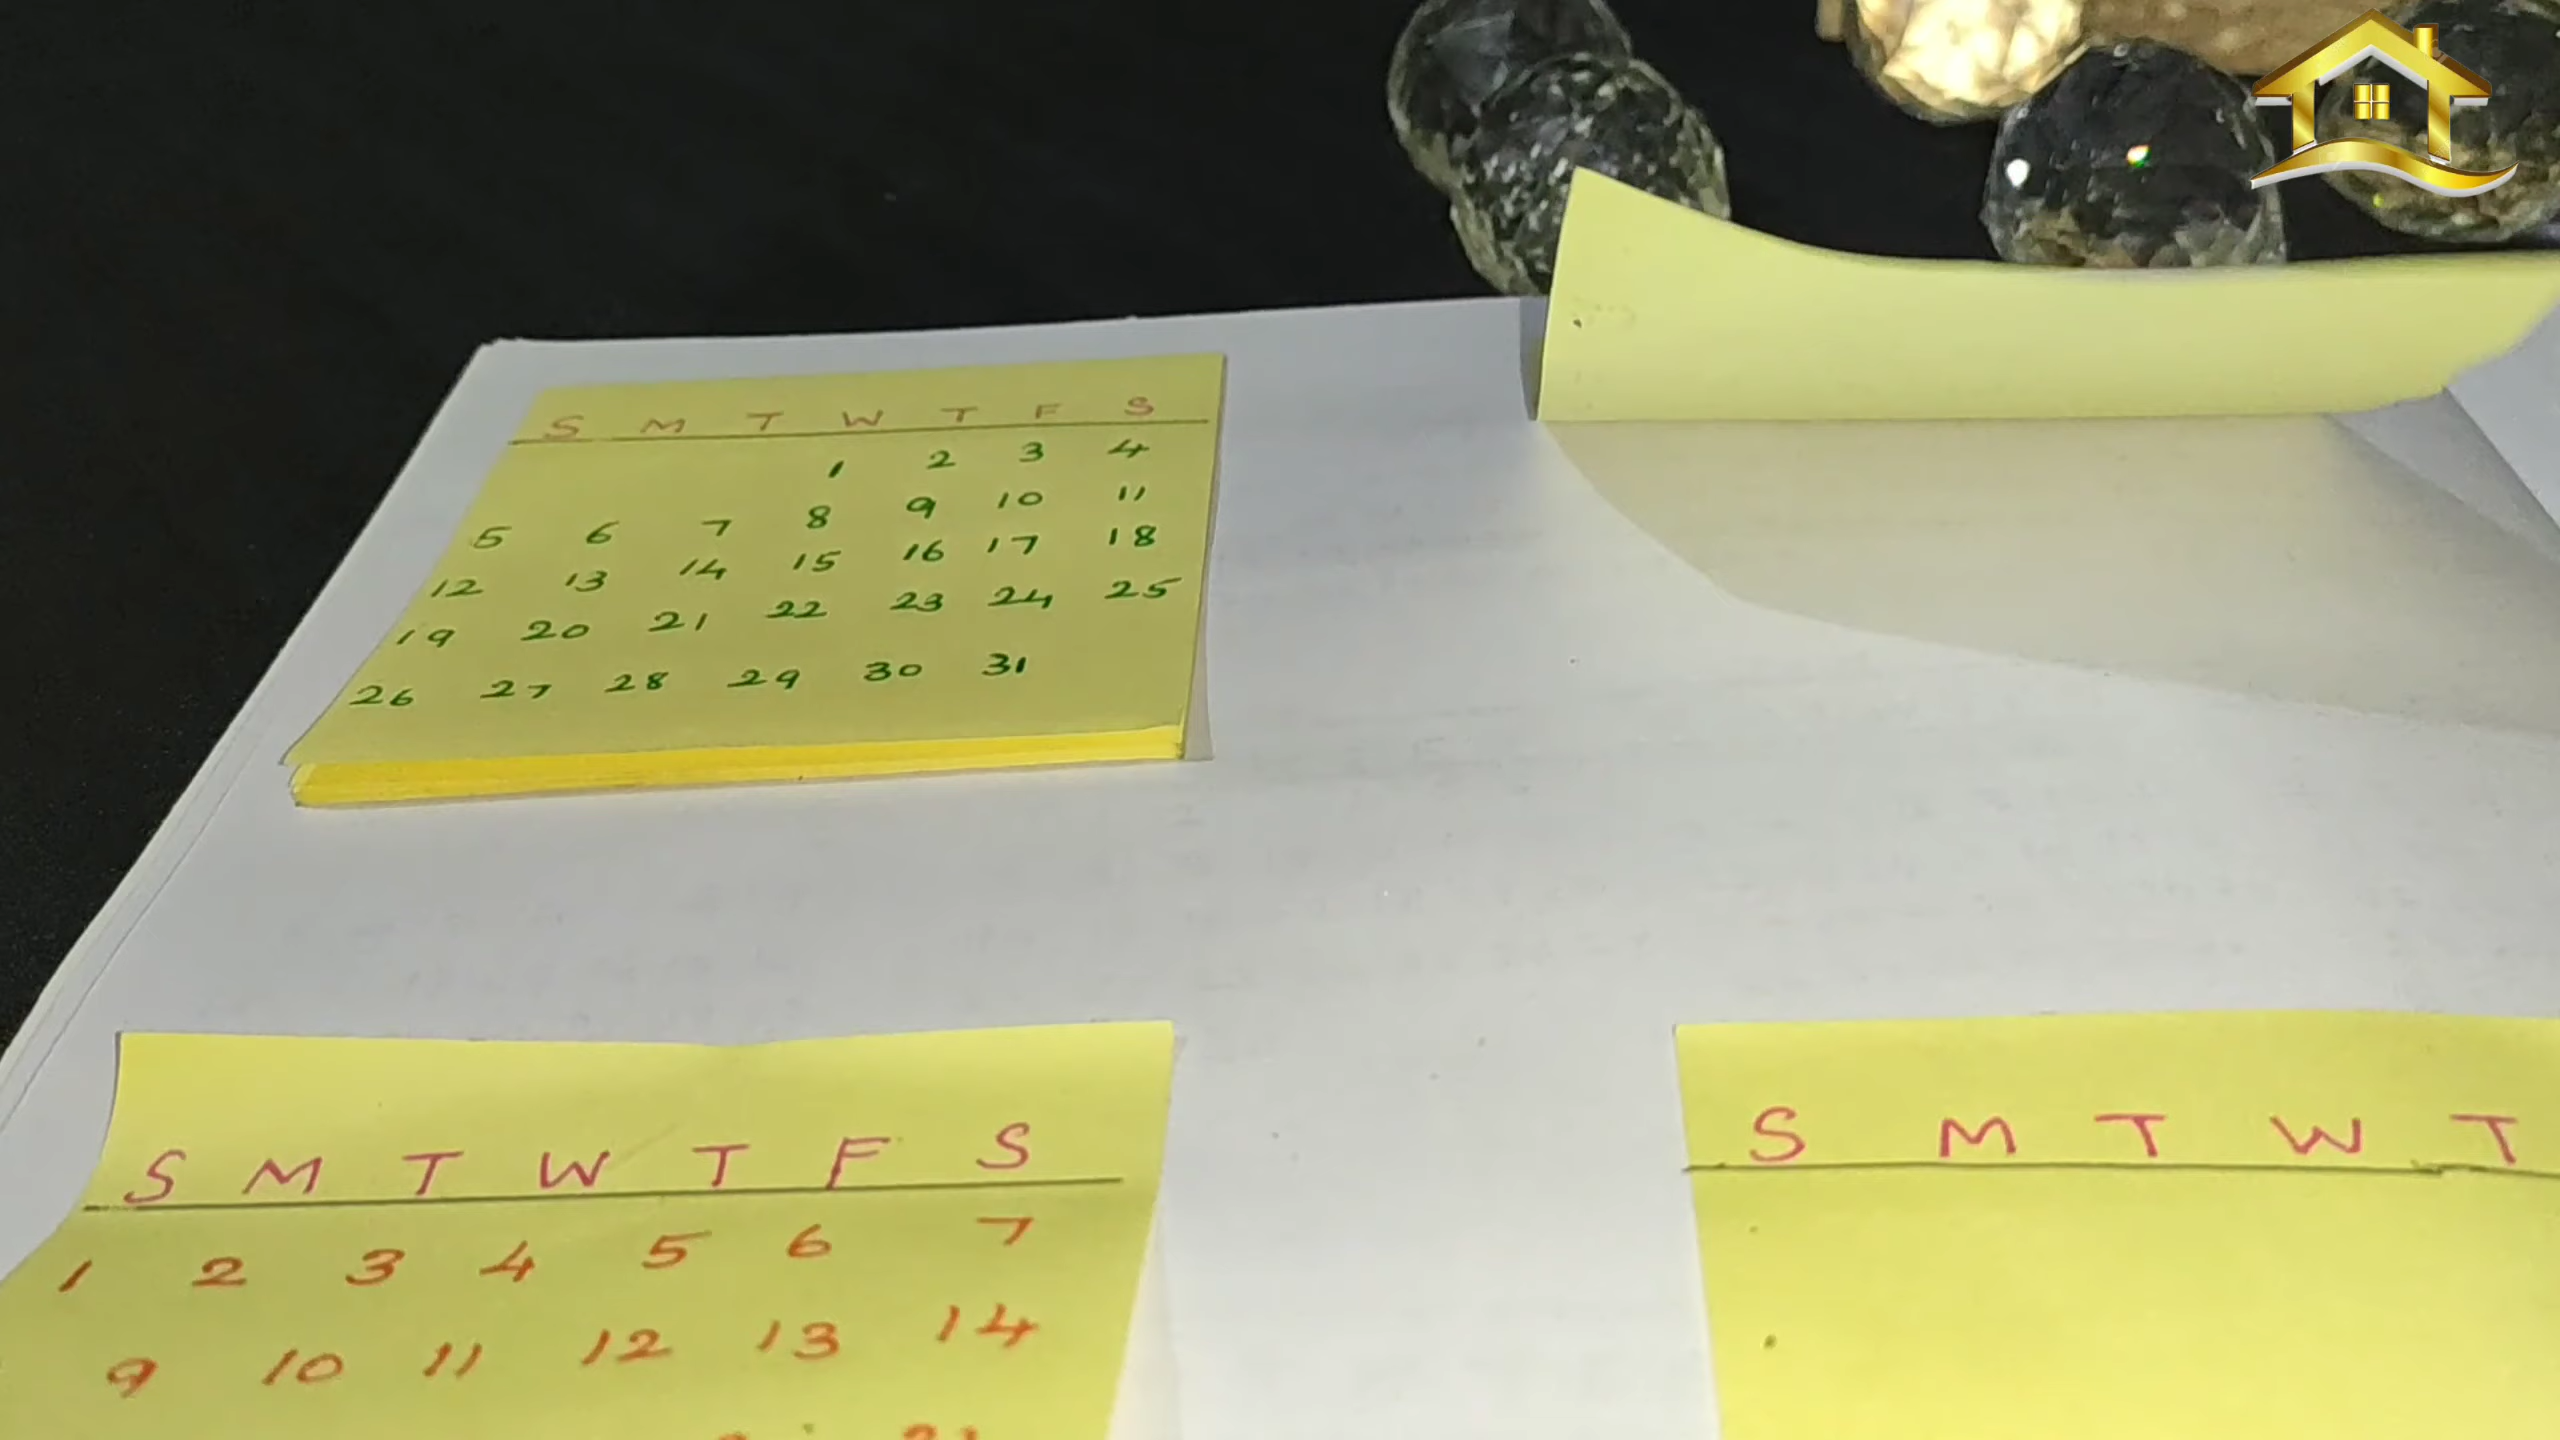 S M T W T F S
1 2 3 4
5 6 7 8 9 10 11
12 13 14 15 16 17 18
19 20 21 22 23 24 25
26 27 28 29 30 31
S M T W T F S
1 2 3 4 5 6 7
9 10 11 12 13 14
S M T W T